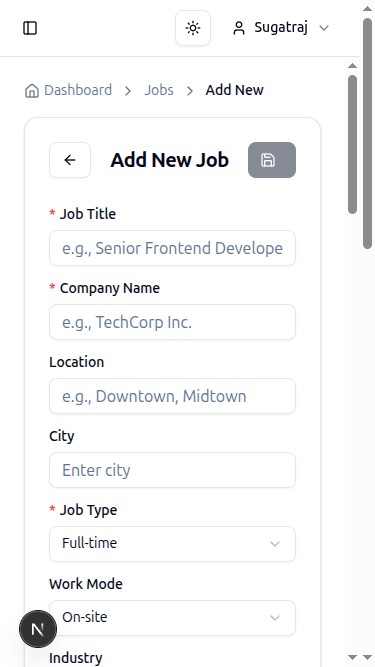 Sugatraj
Dashboard > Jobs > Add New
Add New Job
* Job Title
e.g., Senior Frontend Develope
* Company Name
e.g., TechCorp Inc.
Location
e.g., Downtown, Midtown
City
Enter city
* Job Type
Full-time
Work Mode
On-site
N
Industry